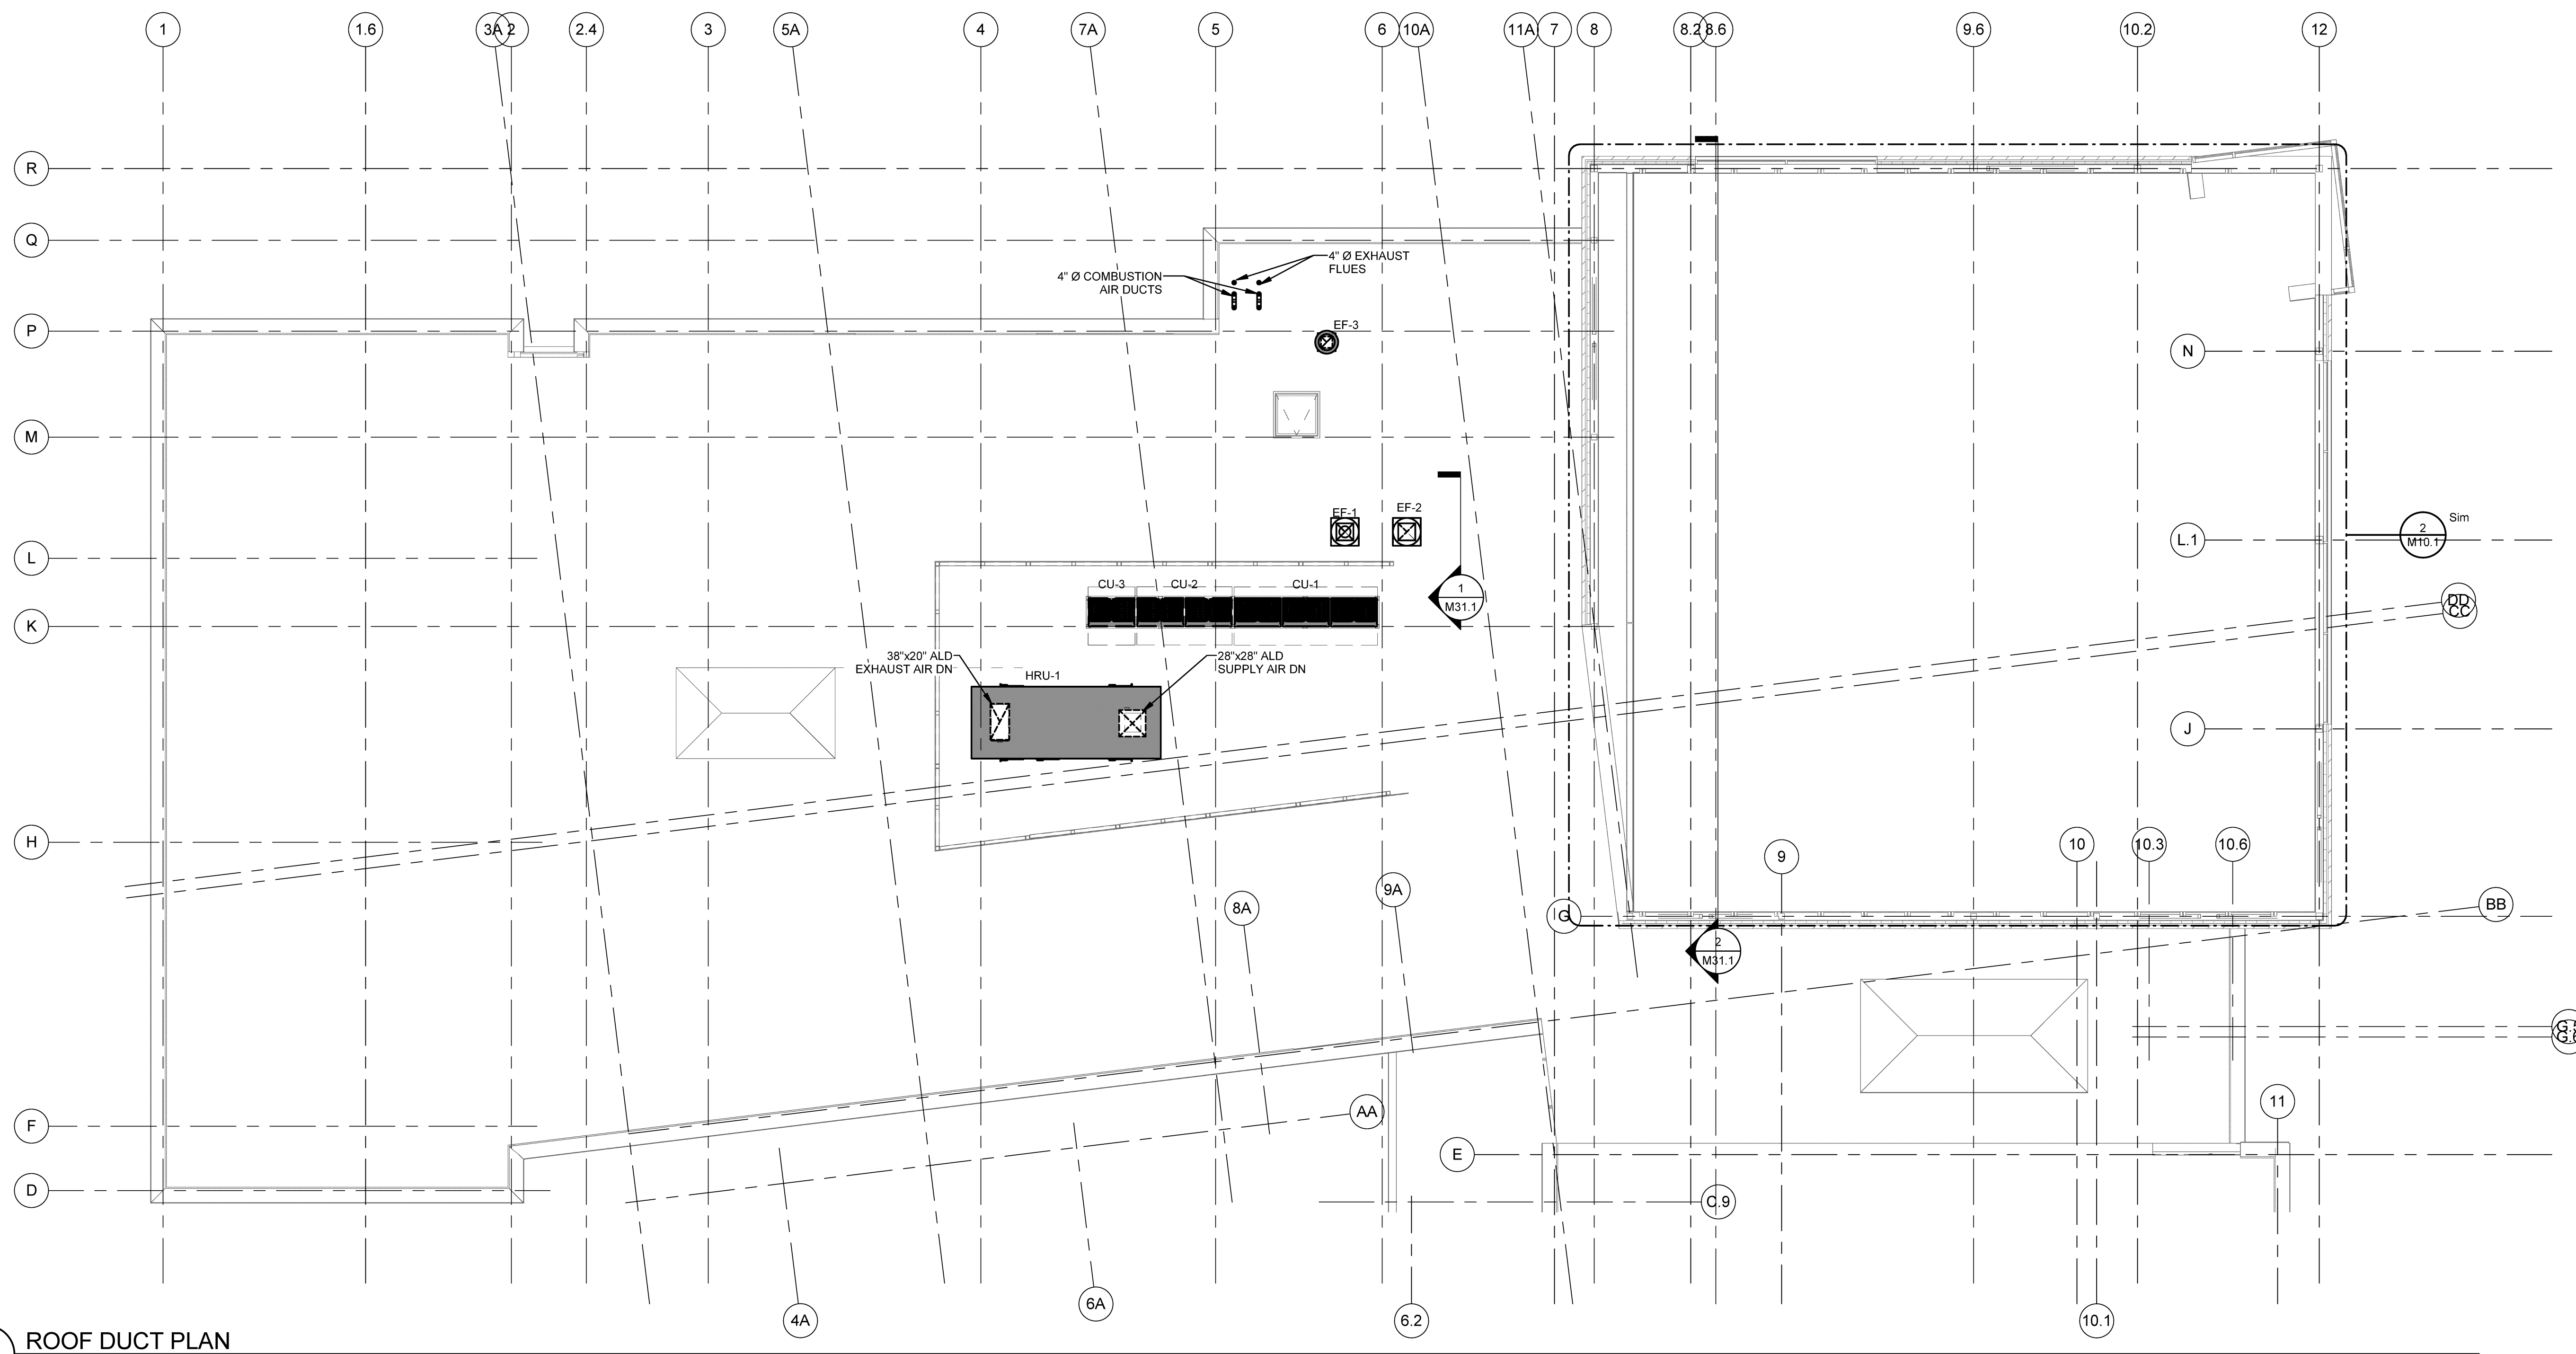 1
1.6
3A
2
2.4
3
5A
4
7A
5
6
10A
11A
7
8
8.2
8.6
9.6
10.2
12
R
Q
4" Ø EXHAUST
FLUES
4" Ø COMBUSTION
AIR DUCTS
P
EF-3
N
M
EF-1
EF-2
2
M10.1
Sim
L
L.1
CU-3
CU-2
CU-1
1
M31.1
DD
CC
K
38"x20" ALD
EXHAUST AIR DN
HRU-1
28"x28" ALD
SUPPLY AIR DN
J
H
9
10
10.3
10.6
9A
8A
G
BB
2
M31.1
G.6
11
AA
F
E
D
C.9
4A
6A
6.2
10.1
ROOF DUCT PLAN